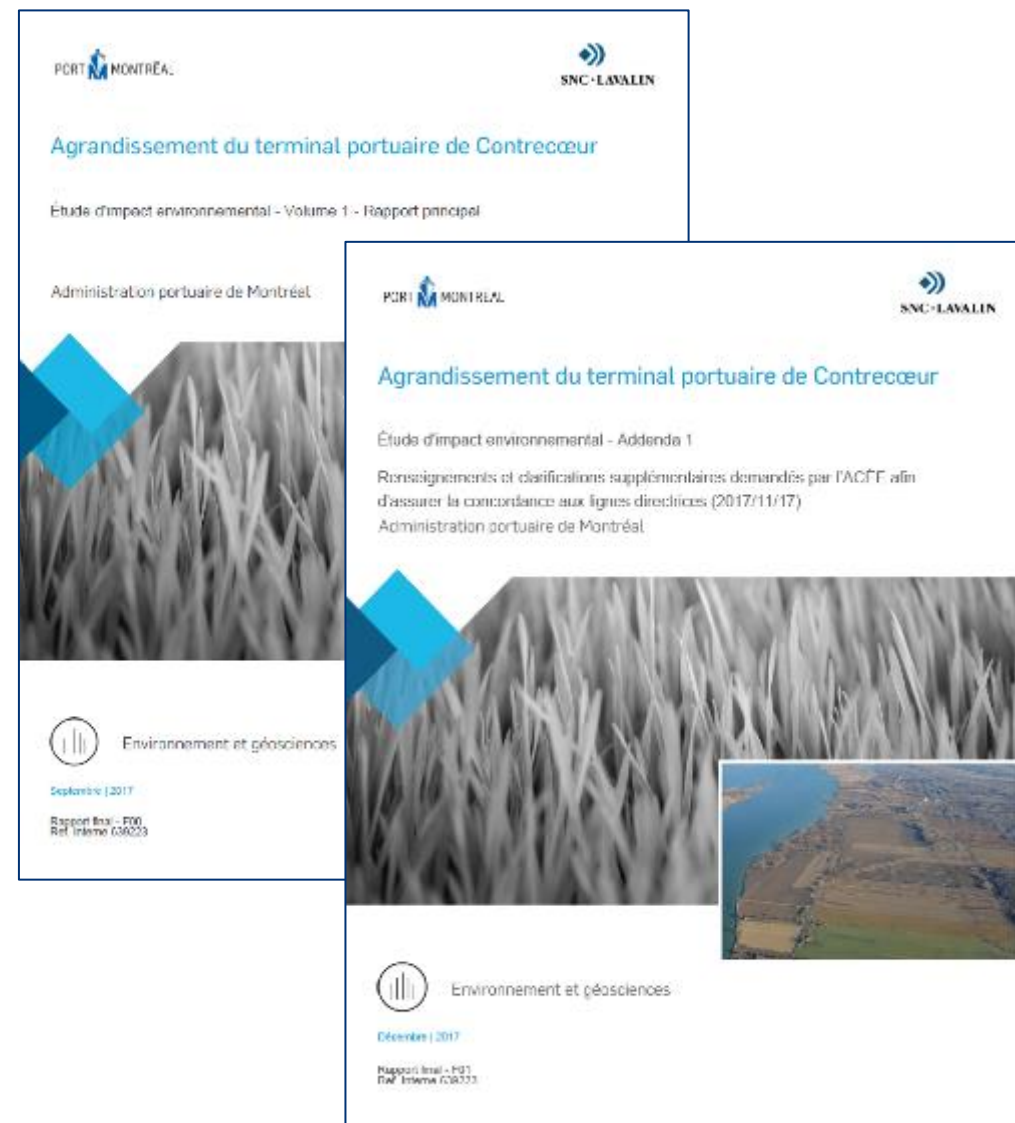 PORT MONTRÉAL
SNC·LAVALIN
Agrandissement du terminal portuaire de Contrecœur
Étude d'impact environnemental - Volume 1 - Rapport principal
Administration portuaire de Montréal
Environnement et géosciences
Septembre | 2017
Rapport final - F00
Réf. Interne 639223
PORT MONTRÉAL
SNC·LAVALIN
Agrandissement du terminal portuaire de Contrecœur
Étude d'impact environnemental - Addenda 1
Renseignements et clarifications supplémentaires demandés par l'ACÉE afin
d'assurer la concordance aux lignes directrices (2017/11/17)
Administration portuaire de Montréal
Environnement et géosciences
Décembre | 2017
Rapport final - F01
Réf. Interne 639223